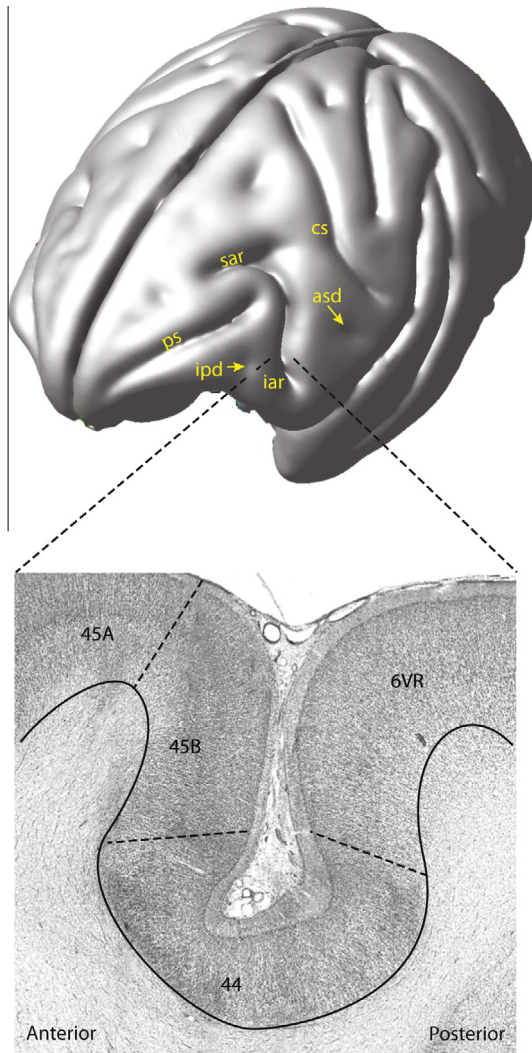 cs
sar
asd
ps
ipd
iar
45A
6VR
45B
44
Anterior
Posterior